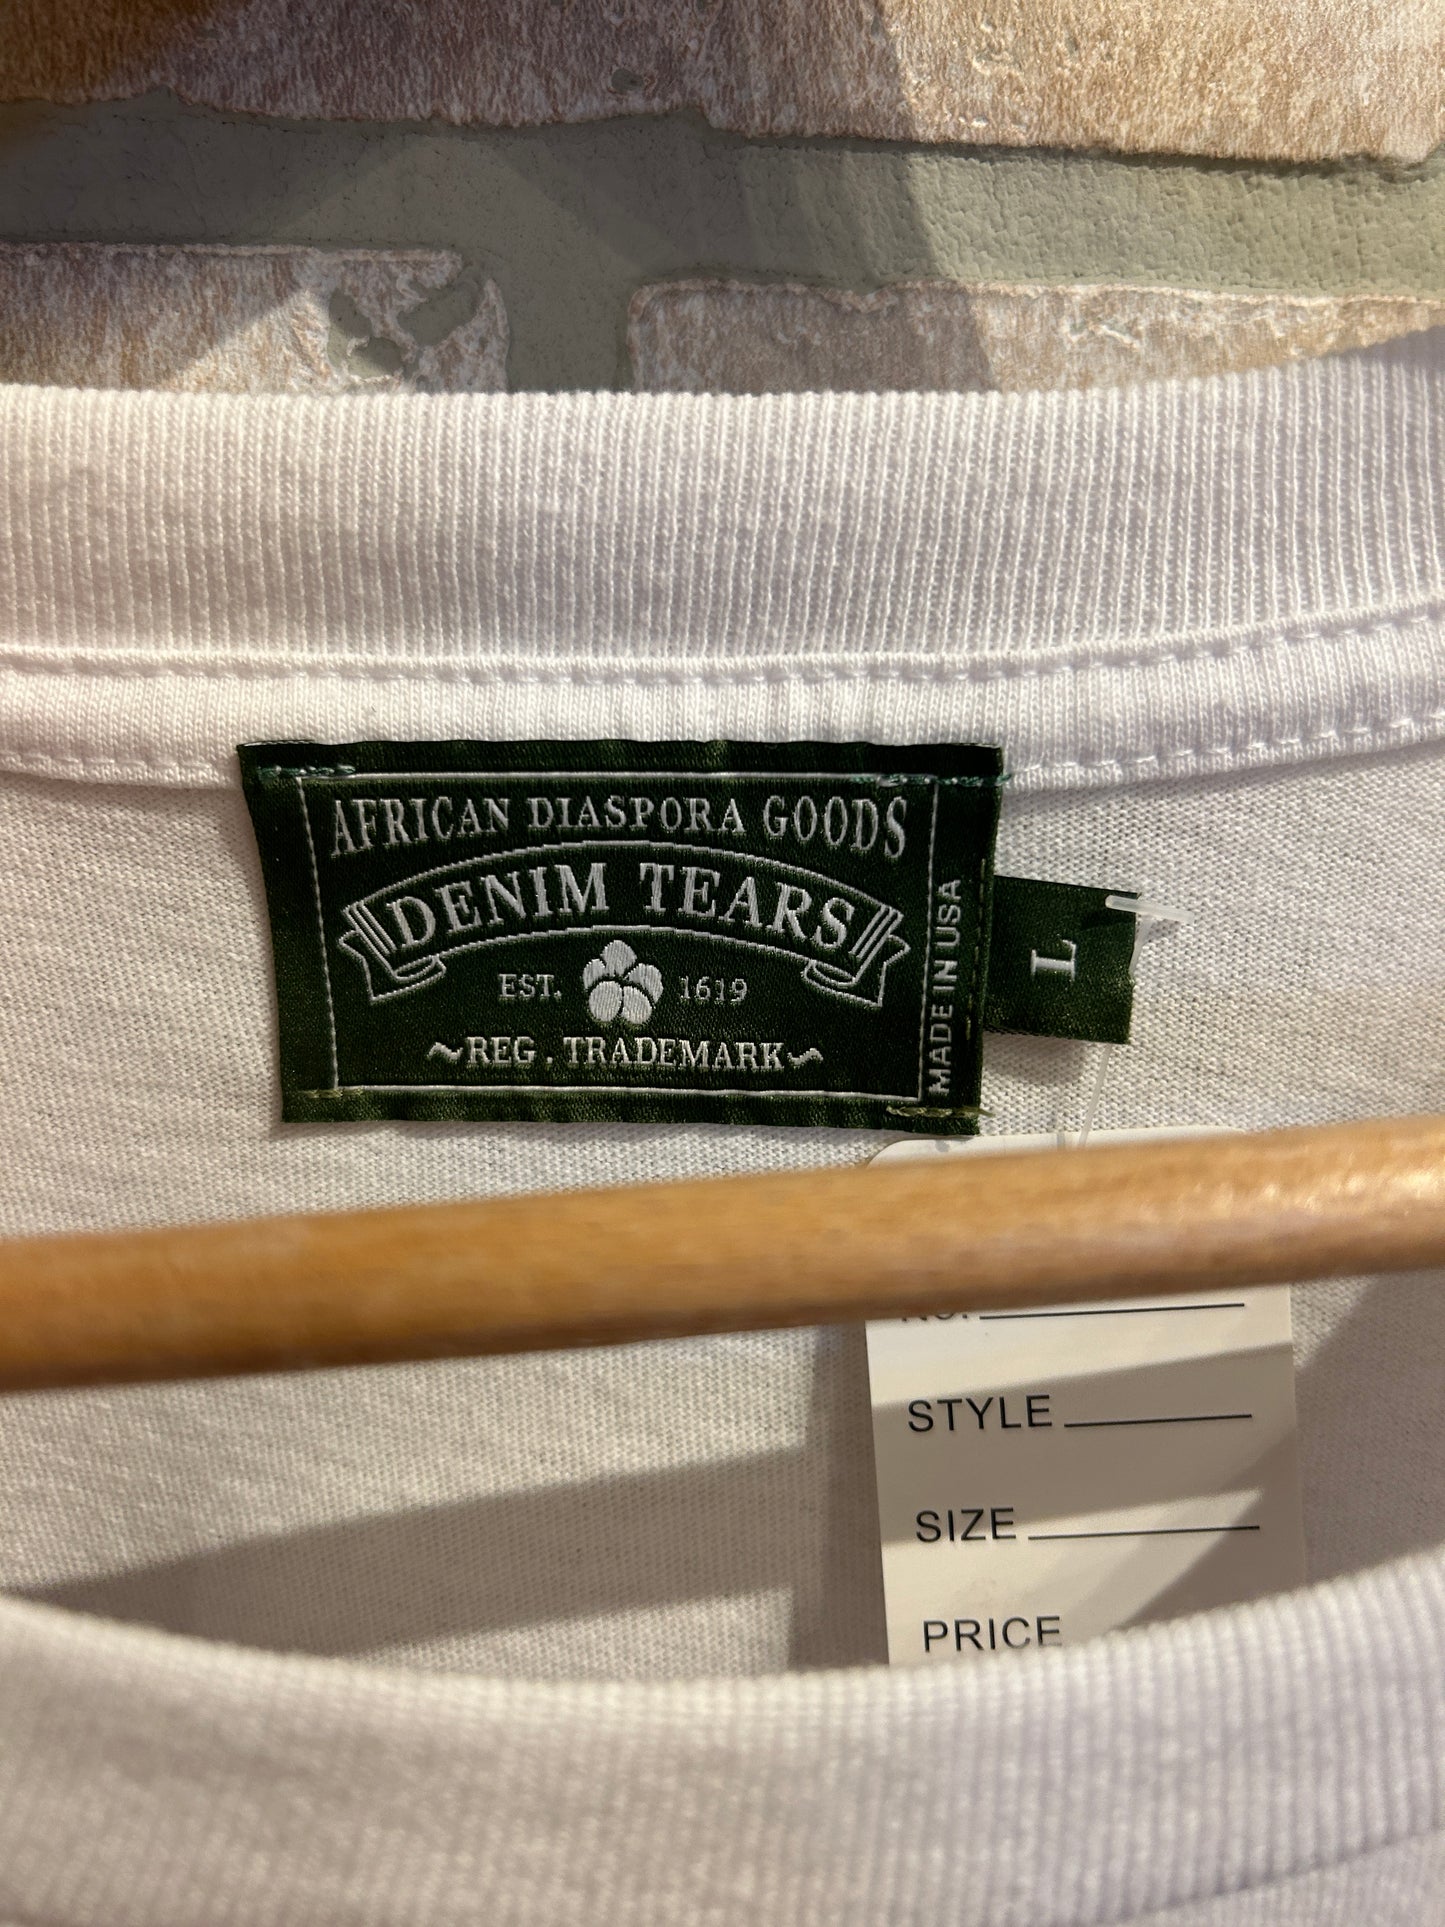 AFRICAN DIASPORA GOODS
DENIM TEARS
EST. 1619
~REG. TRADEMARK~
MADE IN USA
L
STYLE
SIZE
PRICE